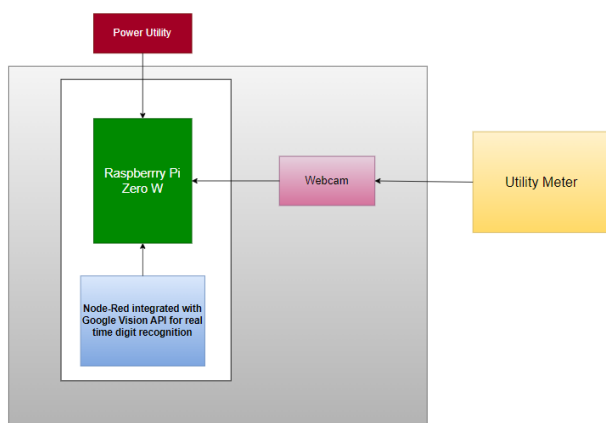 Power Utility
Raspberrry Pi
Zero W
Webcam
Utility Meter
Node-Red integrated with
Google Vision API for real
time digit recognition